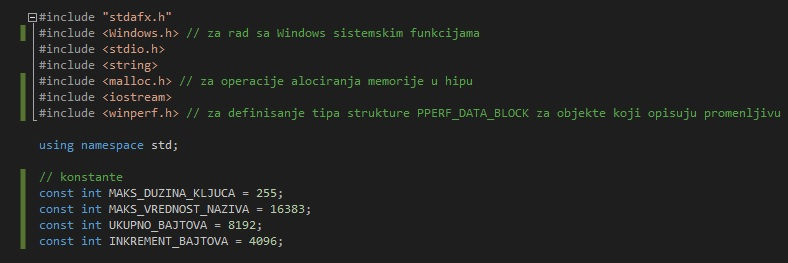 #include "stdafx.h"
#include <Windows.h> // za rad sa Windows sistemskim funkcijama
#include <stdio.h>
#include <string>
#include <malloc.h> // za operacije alociranja memorije u hipu
#include <iostream>
#include <winperf.h> // za definisanje tipa strukture PPERF_DATA_BLOCK za objekte koji opisuju promenljivu
using namespace std;
// konstante
const int MAKS_DUZINA_KLJUCA = 255;
const int MAKS_VREDNOST_NAZIVA = 16383;
const int UKUPNO_BAJTOVA = 8192;
const int INKREMENT_BAJTOVA = 4096;